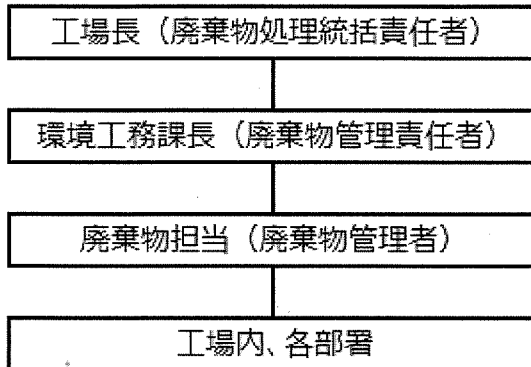 工場長（廃棄物処理統括責任者）
環境工務課長（廃棄物管理責任者）
廃棄物担当（廃棄物管理者）
工場内、各部署